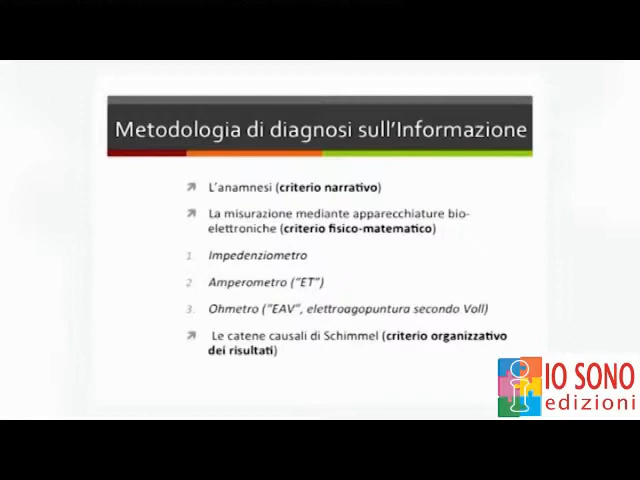 Metodologia di diagnosi sull'Informazione
L'anamnesi (criterio narrativo)
La misurazione mediante apparecchiature bio-
elettroniche (criterio fisico-matematico)
1. Impedenziometro
2. Amperometro ("ET")
3. Ohmetro ("EAV", elettroagopuntura secondo Voll)
Le catene causali di Schimmel (criterio organizzativo
dei risultati)
IO SONO
edizioni